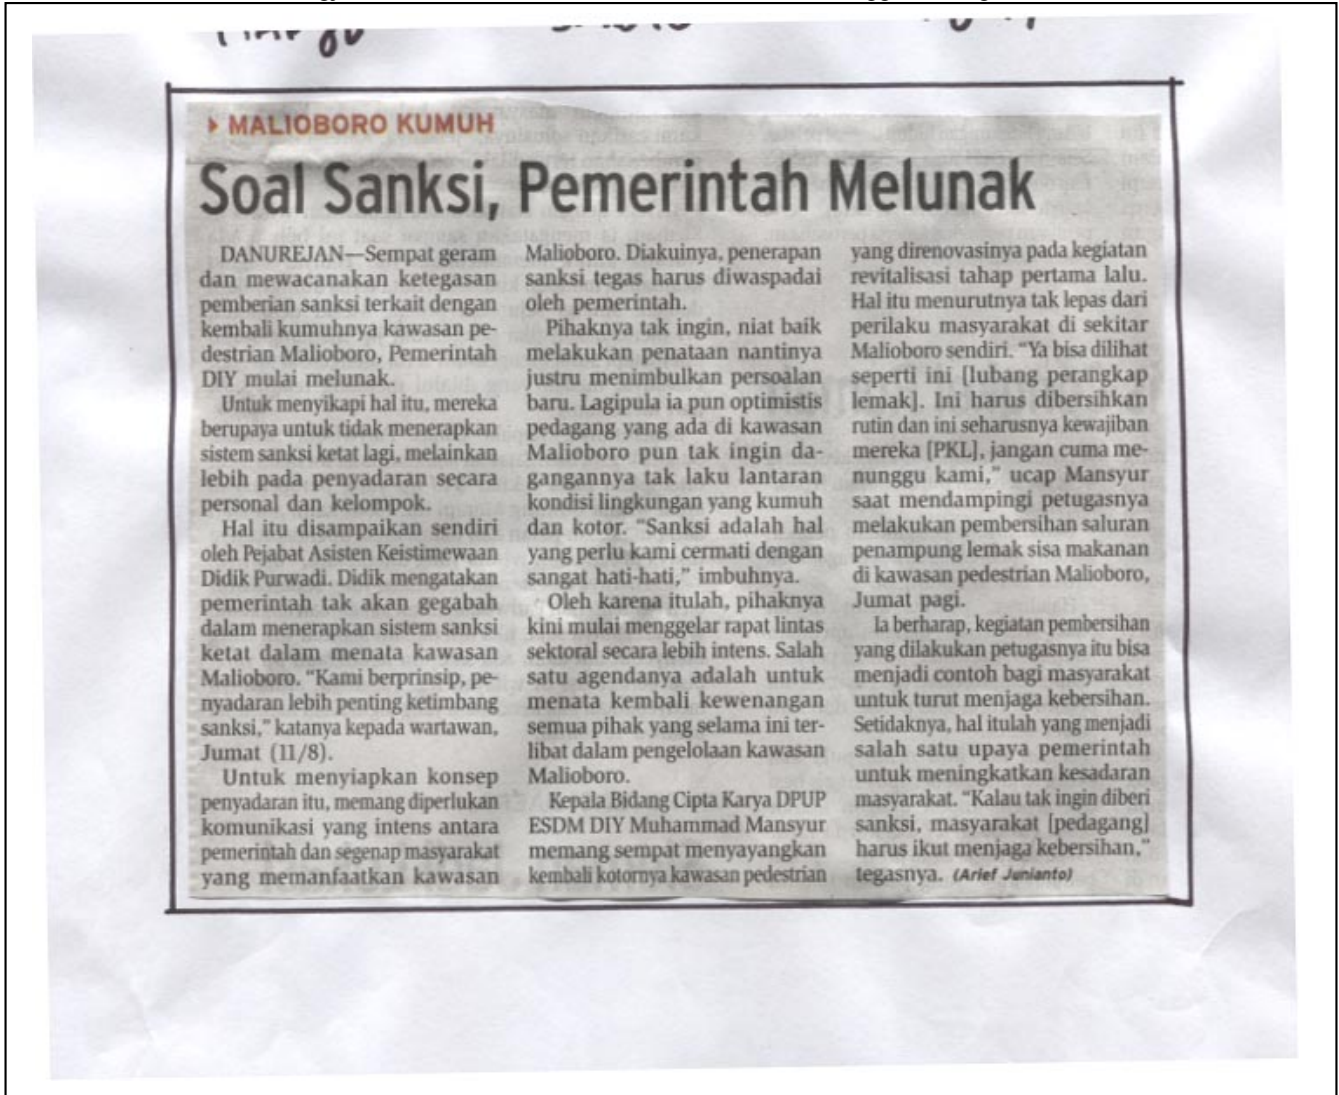 MALIOBORO KUMUH
Soal Sanksi, Pemerintah Melunak
DANUREJAN—Sempat geram
dan mewacanakan ketegasan
pemberian sanksi terkait dengan
kembali kumuhnya kawasan pe-
destrian Malioboro, Pemerintah
DIY mulai melunak.
Untuk menyikapi hal itu, mereka
berupaya untuk tidak menerapkan
sistem sanksi ketat lagi, melainkan
lebih pada penyadaran secara
personal dan kelompok.
Hal itu disampaikan sendiri
oleh Pejabat Asisten Keistimewaan
Didik Purwadi. Didik mengatakan
pemerintah tak akan gegabah
dalam menerapkan sistem sanksi
ketat dalam menata kawasan
Malioboro. “Kami berprinsip, pe-
nyadaran lebih penting ketimbang
sanksi,” katanya kepada wartawan,
Jumat (11/8).
Untuk menyiapkan konsep
penyadaran itu, memang diperlukan
komunikasi yang intens antara
pemerintah dan segenap masyarakat
yang memanfaatkan kawasan
Malioboro. Diakuinya, penerapan
sanksi tegas harus diwaspadai
oleh pemerintah.
Pihaknya tak ingin, niat baik
melakukan penataan nantinya
justru menimbulkan persoalan
baru. Lagipula ia pun optimistis
pedagang yang ada di kawasan
Malioboro pun tak ingin da-
gangannya tak laku lantaran
kondisi lingkungan yang kumuh
dan kotor. “Sanksi adalah hal
yang perlu kami cermati dengan
sangat hati-hati,” imbuhnya.
Oleh karena itulah, pihaknya
kini mulai menggelar rapat lintas
sektoral secara lebih intens. Salah
satu agendanya adalah untuk
menata kembali kewenangan
semua pihak yang selama ini ter-
libat dalam pengelolaan kawasan
Malioboro.
Kepala Bidang Cipta Karya DPUP
ESDM DIY Muhammad Mansyur
memang sempat menyayangkan
kembali kotornya kawasan pedestrian
yang direnovasinya pada kegiatan
revitalisasi tahap pertama lalu.
Hal itu menurutnya tak lepas dari
perilaku masyarakat di sekitar
Malioboro sendiri. “Ya bisa dilihat
seperti ini [lubang perangkap
lemak]. Ini harus dibersihkan
rutin dan ini seharusnya kewajiban
mereka [PKL], jangan cuma me-
nunggu kami,” ucap Mansyur
saat mendampingi petugasnya
melakukan pembersihan saluran
penampung lemak sisa makanan
di kawasan pedestrian Malioboro,
Jumat pagi.
Ia berharap, kegiatan pembersihan
yang dilakukan petugasnya itu bisa
menjadi contoh bagi masyarakat
untuk turut menjaga kebersihan.
Setidaknya, hal itulah yang menjadi
salah satu upaya pemerintah
untuk meningkatkan kesadaran
masyarakat. “Kalau tak ingin diberi
sanksi, masyarakat [pedagang]
harus ikut menjaga kebersihan,”
tegasnya. (Arief Junianto)